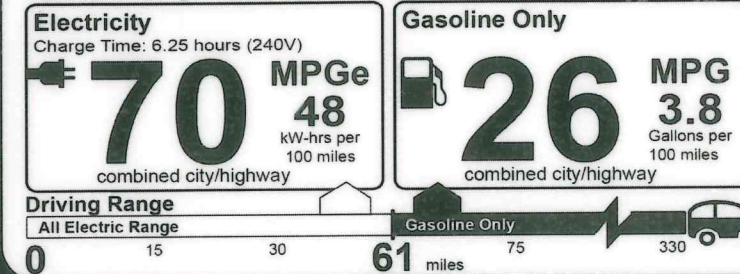 Electricity
Charge Time: 6.25 hours (240V)
70
MPGe
48
kW-hrs per
100 miles
combined city/highway
Gasoline Only
26
MPG
3.8
Gallons per
100 miles
combined city/highway
Driving Range
All Electric Range
Gasoline Only
0 15 30 61 miles 75 330